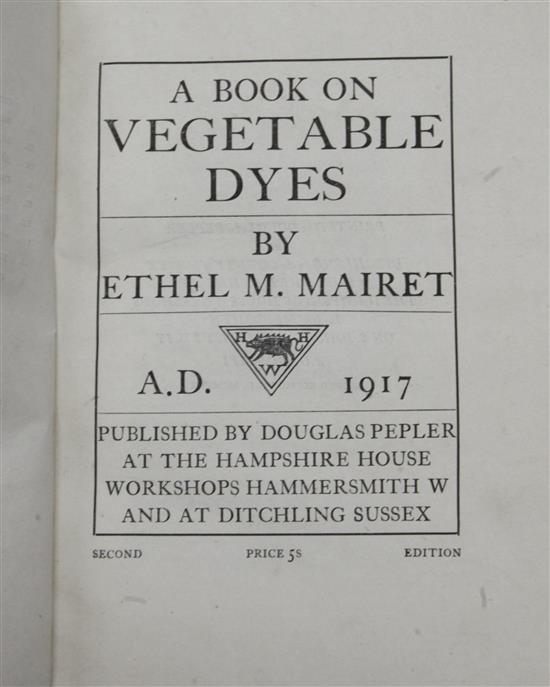 A BOOK ON
VEGETABLE
DYES
BY
ETHEL M. MAIRET
H H
W
A.D. 1917
PUBLISHED BY DOUGLAS PEPLER
AT THE HAMPSHIRE HOUSE
WORKSHOPS HAMMERSMITH W
AND AT DITCHLING SUSSEX
SECOND PRICE 5S EDITION